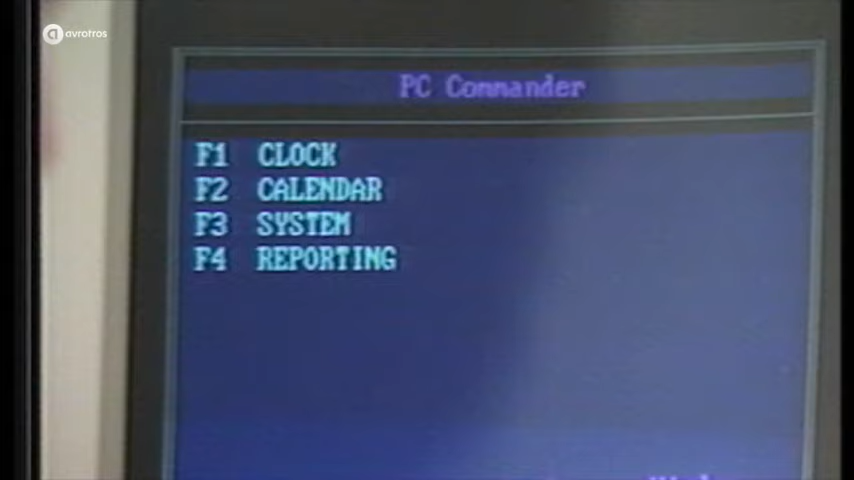 avrotros
PC Commander
F1 CLOCK
F2 CALENDAR
F3 SYSTEM
F4 REPORTING